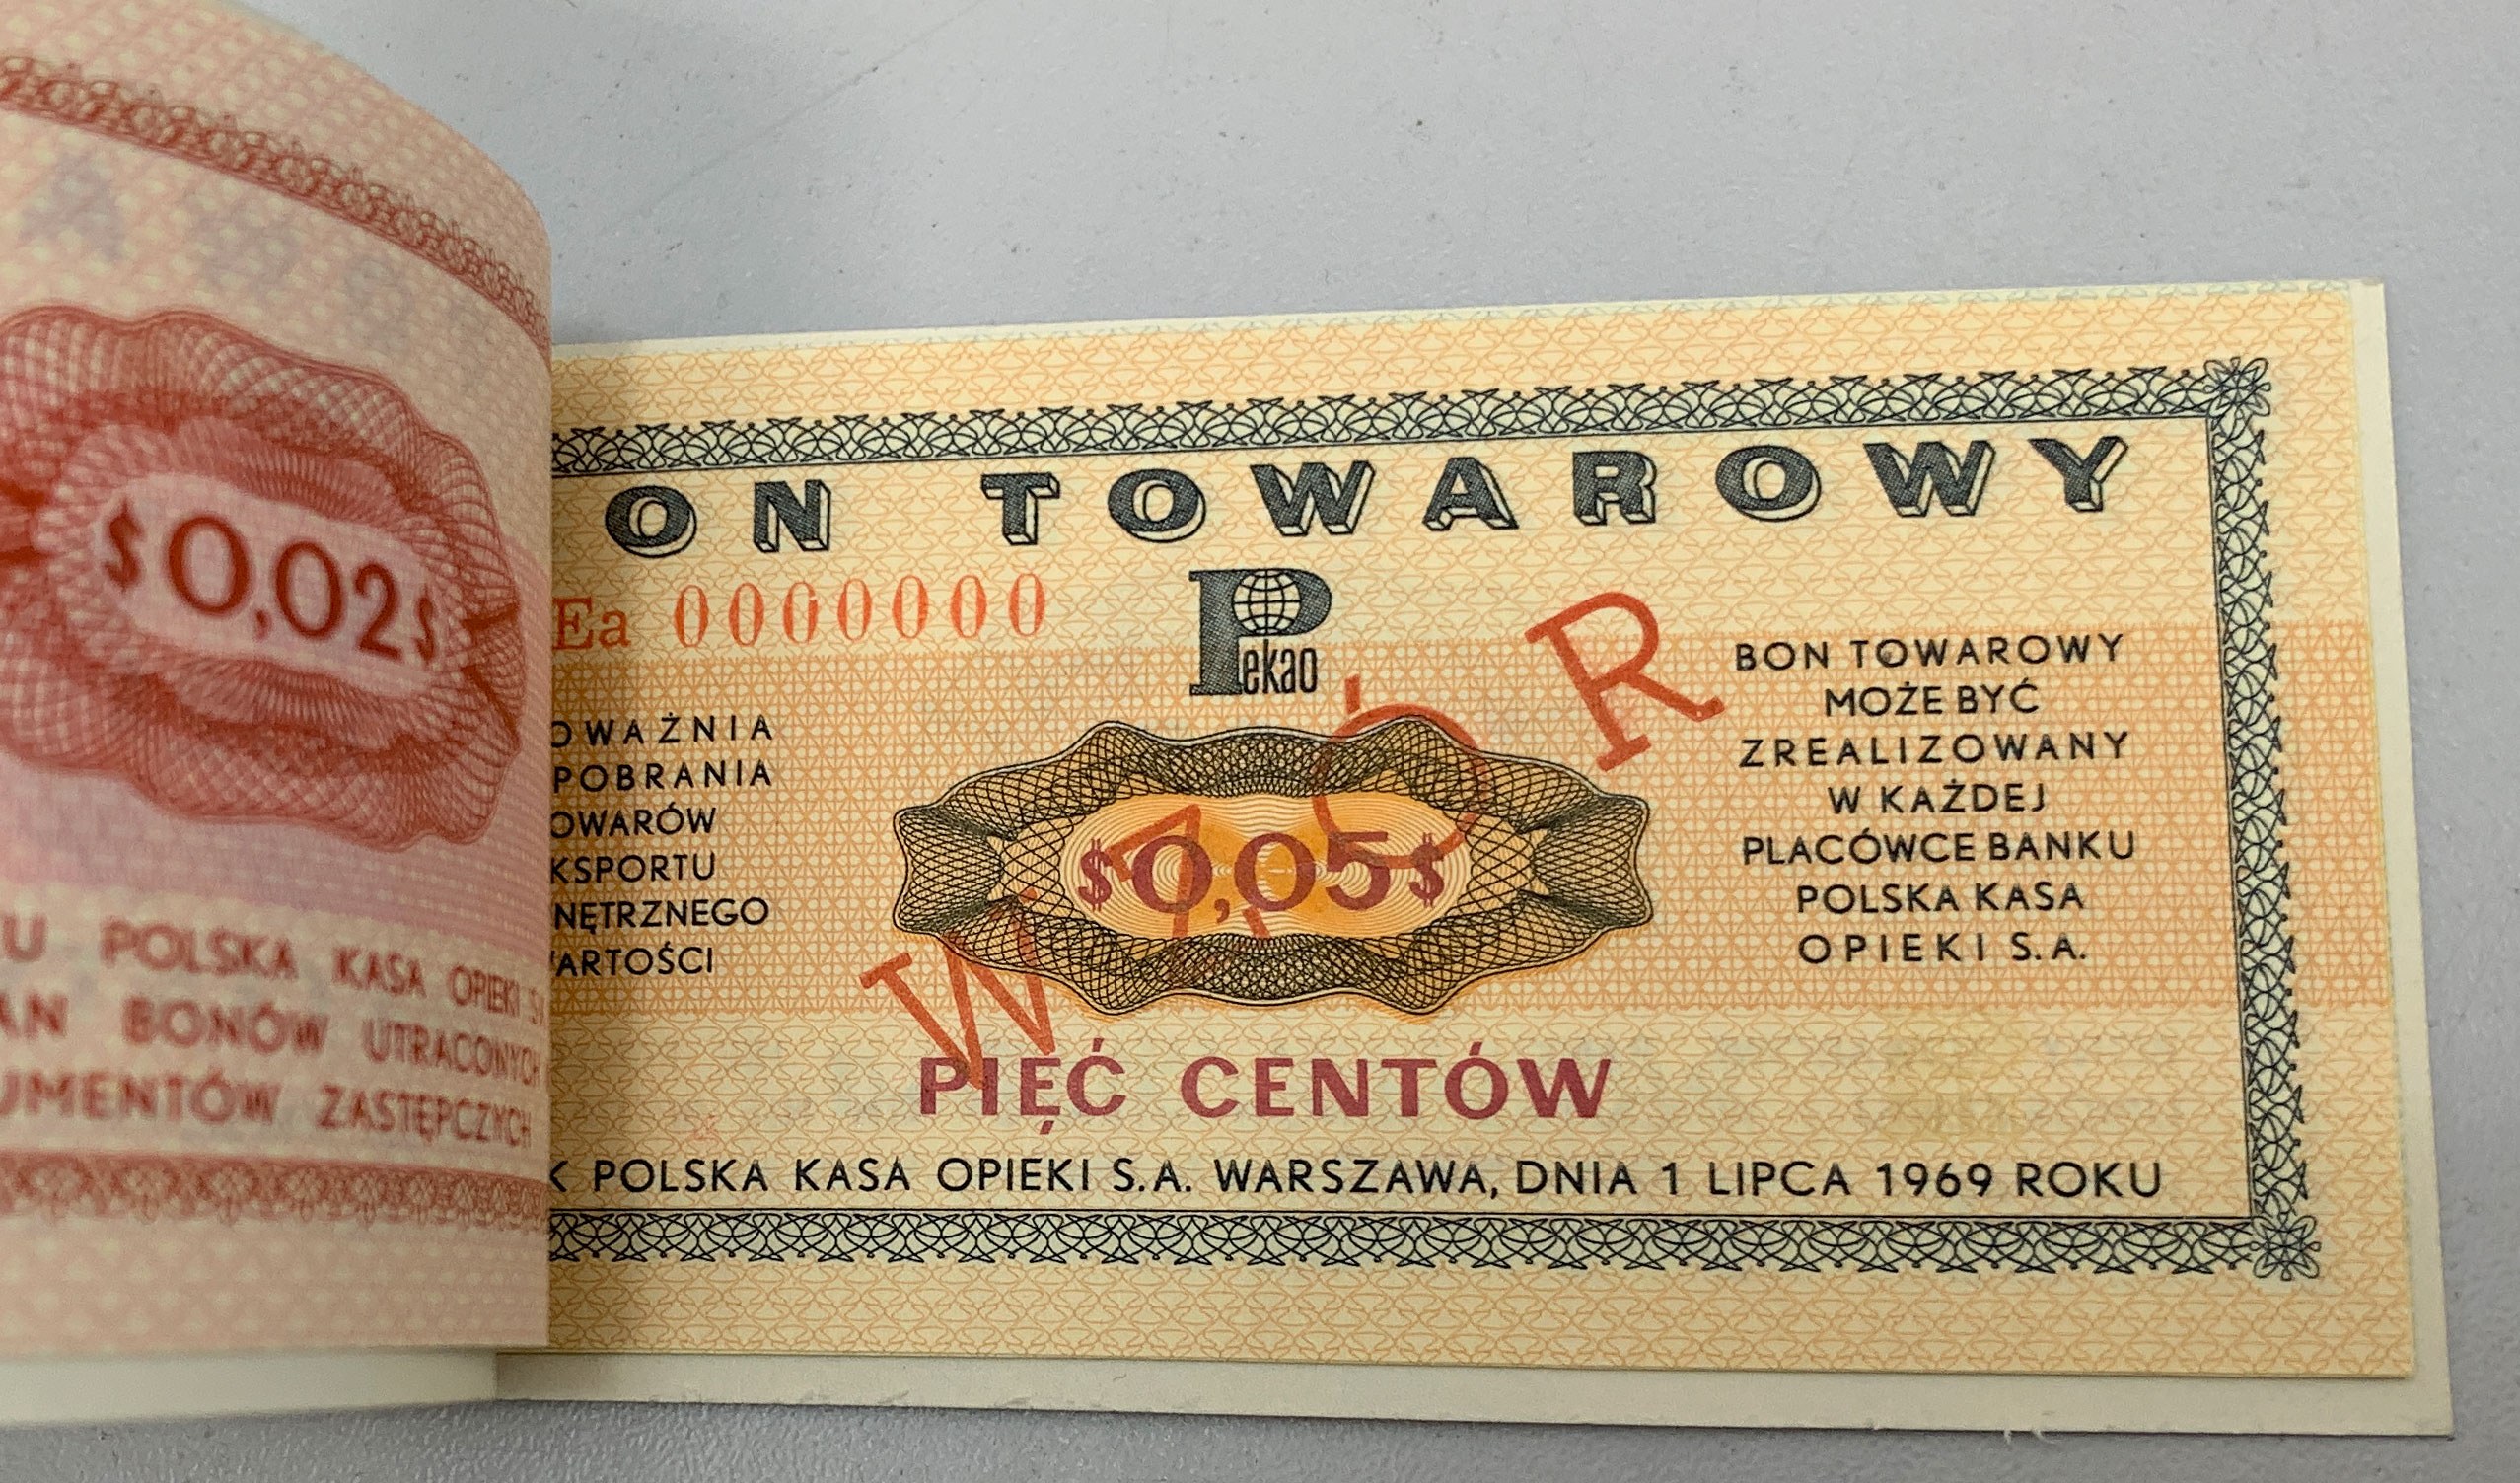 $0,02$
U POLSKA KASA OPIEKI S.A
AN BONÓW UTRACONYCH
UMENTÓW ZASTĘPCZYCH
ON TOWAROWY
Ea 0000000
Pekao
OWAŻNIA
POBRANIA
OWARÓW
KSPORTU
NĘTRZNEGO
ARTOŚCI
$0,05$
WZÓR
BON TOWAROWY
MOŻE BYĆ
ZREALIZOWANY
W KAŻDEJ
PLACÓWCE BANKU
POLSKA KASA
OPIEKI S.A.
PIĘĆ CENTÓW
K POLSKA KASA OPIEKI S.A. WARSZAWA, DNIA 1 LIPCA 1969 ROKU